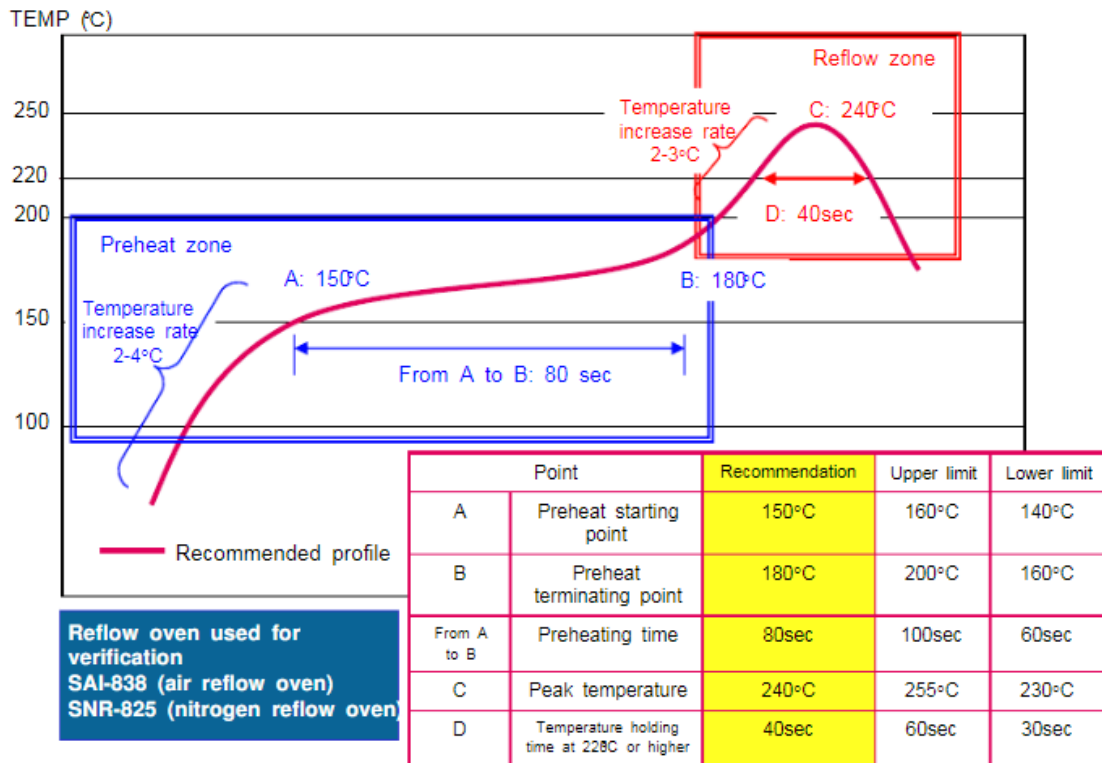 TEMP (°C)
250
220
200
150
100
Reflow zone
Temperature
increase rate
2-3°C
C: 240°C
D: 40sec
Preheat zone
A: 150°C
B: 180°C
Temperature
increase rate
2-4°C
From A to B: 80 sec
Recommended profile
Point Recommendation Upper limit Lower limit
A Preheat starting point 150°C 160°C 140°C
B Preheat terminating point 180°C 200°C 160°C
From A to B Preheating time 80sec 100sec 60sec
C Peak temperature 240°C 255°C 230°C
D Temperature holding time at or higher 40sec 60sec 30sec
Reflow oven used for
verification
SAI-838 (air reflow oven)
SNR-825 (nitrogen reflow oven)